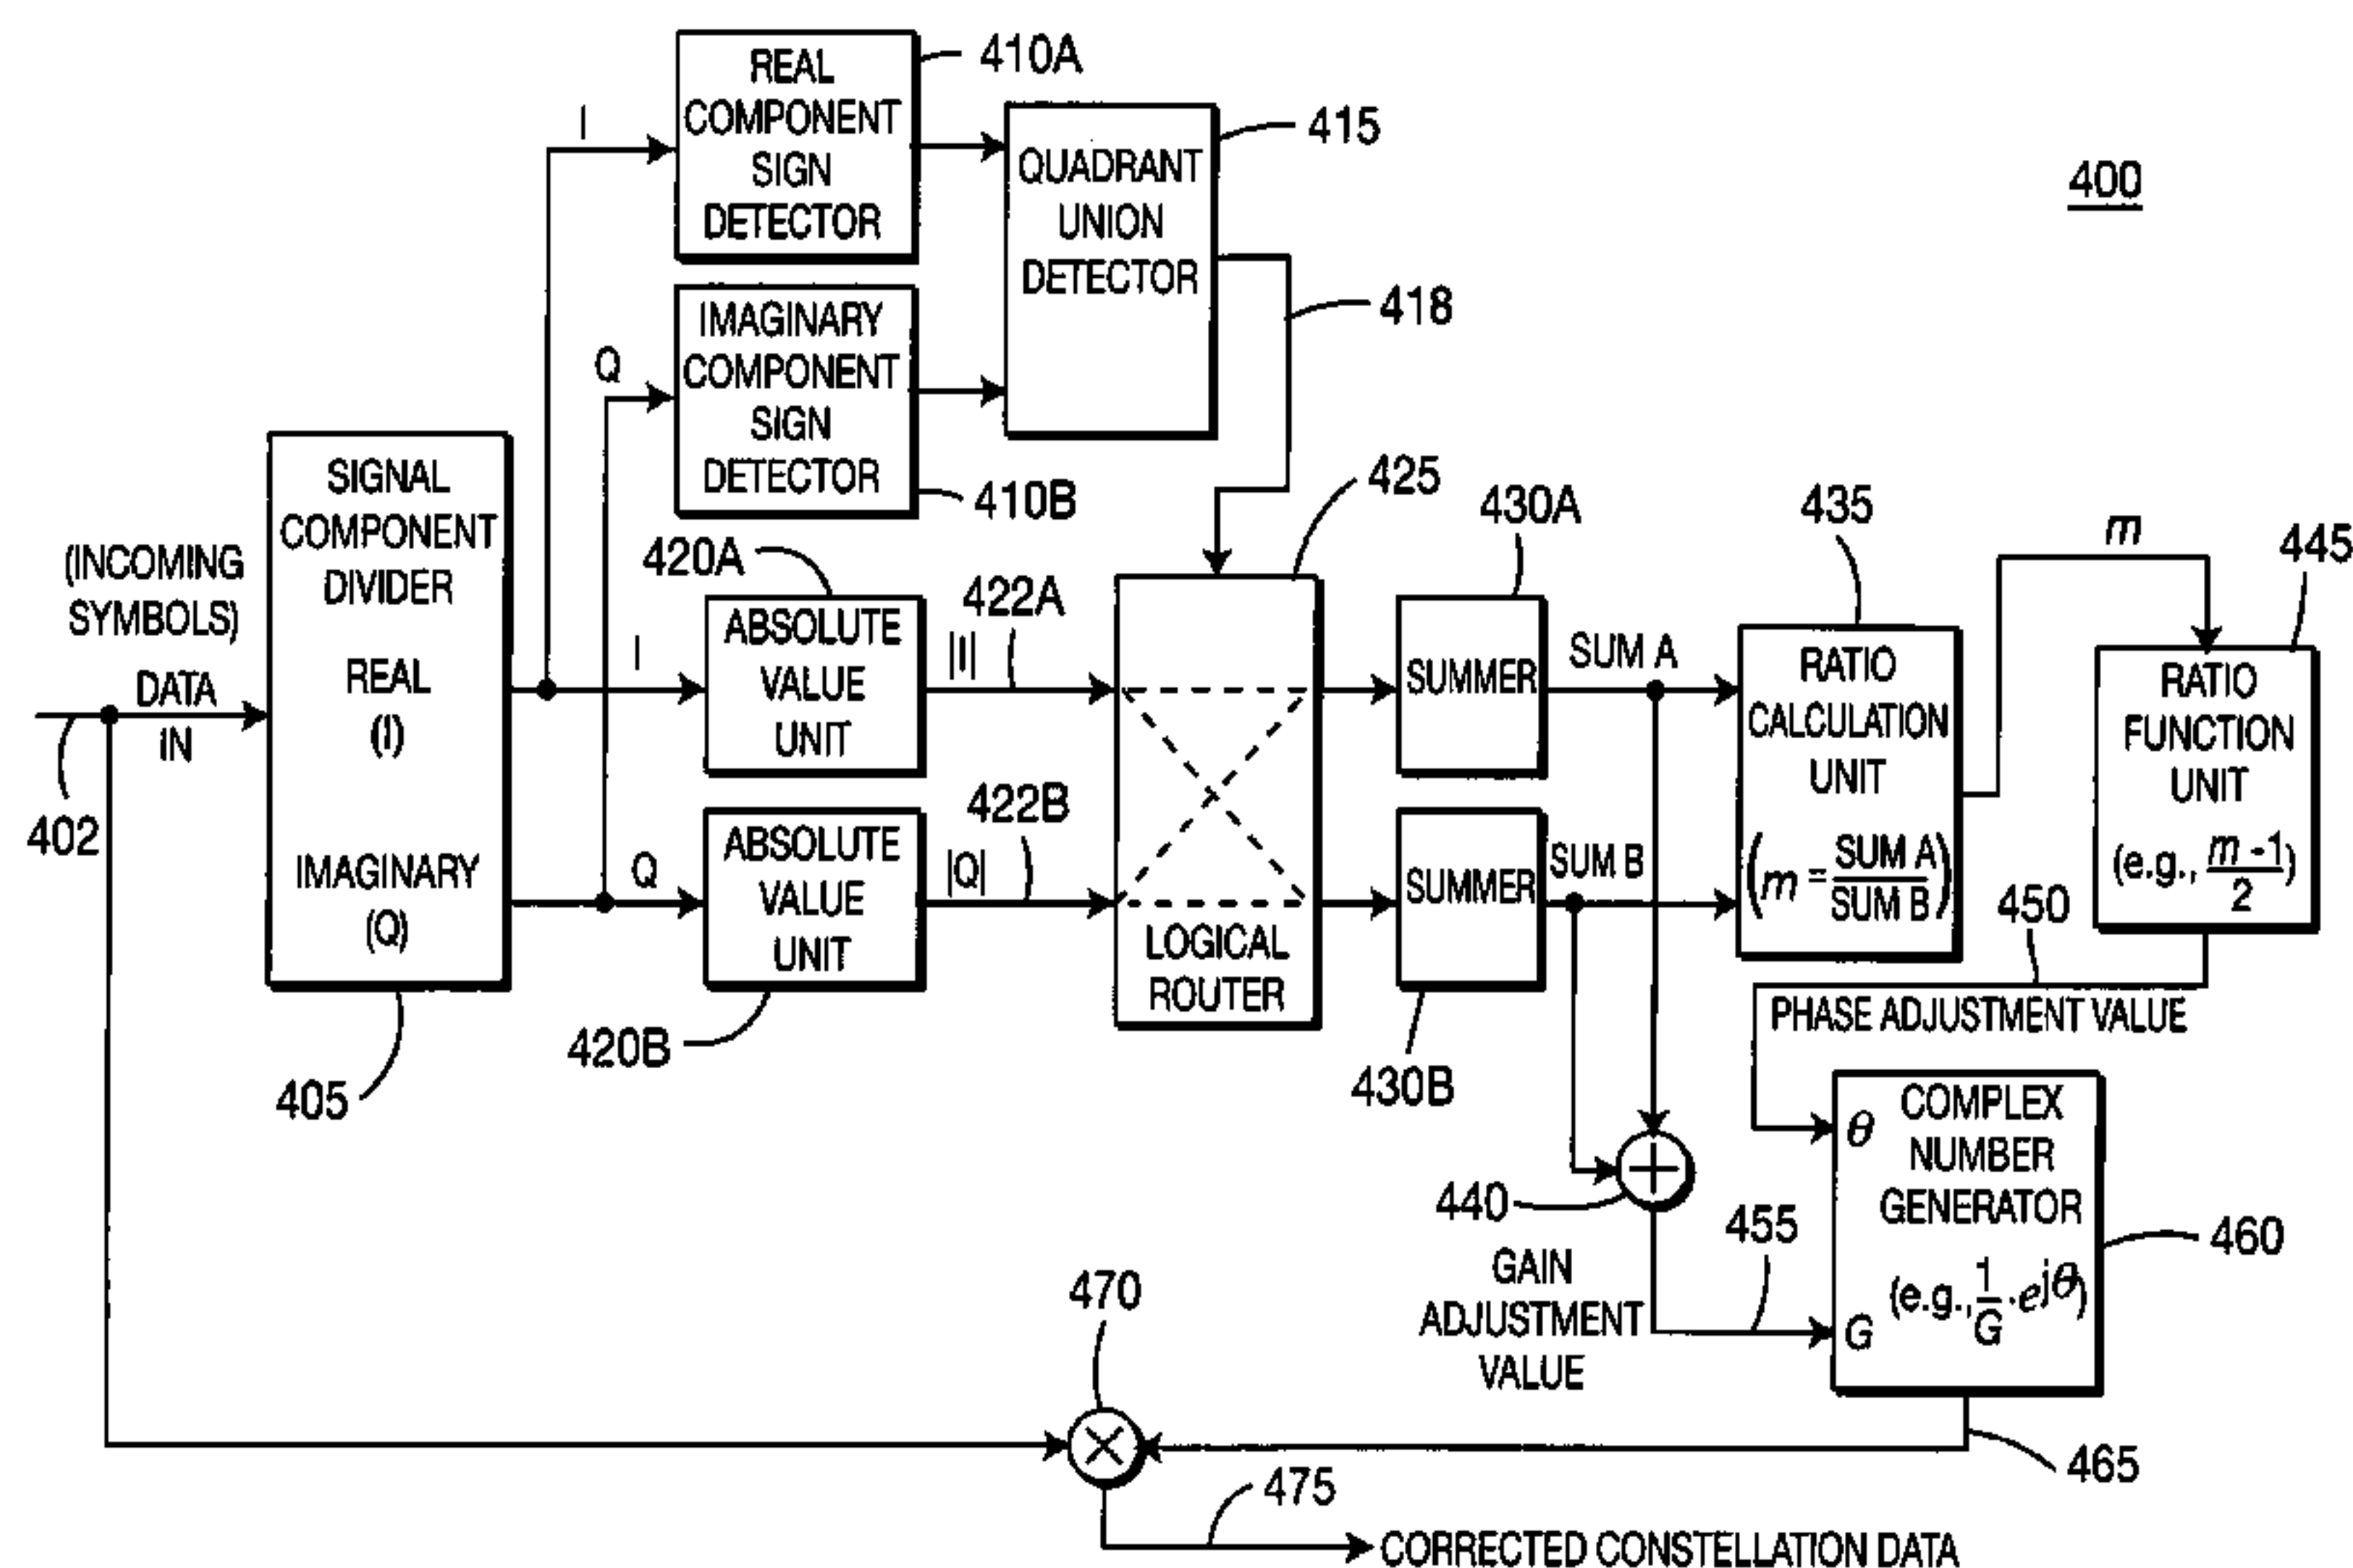 400
REAL
COMPONENT
SIGN
DETECTOR
410A
I
QUADRANT
UNION
DETECTOR
415
418
IMAGINARY
COMPONENT
SIGN
DETECTOR
410B
Q
(INCOMING
SYMBOLS)
DATA
IN
402
SIGNAL
COMPONENT
DIVIDER
REAL
(I)
IMAGINARY
(Q)
405
I
420A
ABSOLUTE
VALUE
UNIT
|I|
422A
Q
ABSOLUTE
VALUE
UNIT
420B
|Q|
422B
425
LOGICAL
ROUTER
430A
SUMMER
SUM A
SUMMER
430B
SUM B
435
RATIO
CALCULATION
UNIT
(m = SUM A / SUM B)
m
445
RATIO
FUNCTION
UNIT
(e.g., m-1 / 2)
450
PHASE ADJUSTMENT VALUE
440
GAIN
ADJUSTMENT
VALUE
455
θ
G
COMPLEX
NUMBER
GENERATOR
(e.g., 1/G · e^jθ)
460
465
470
475
CORRECTED CONSTELLATION DATA